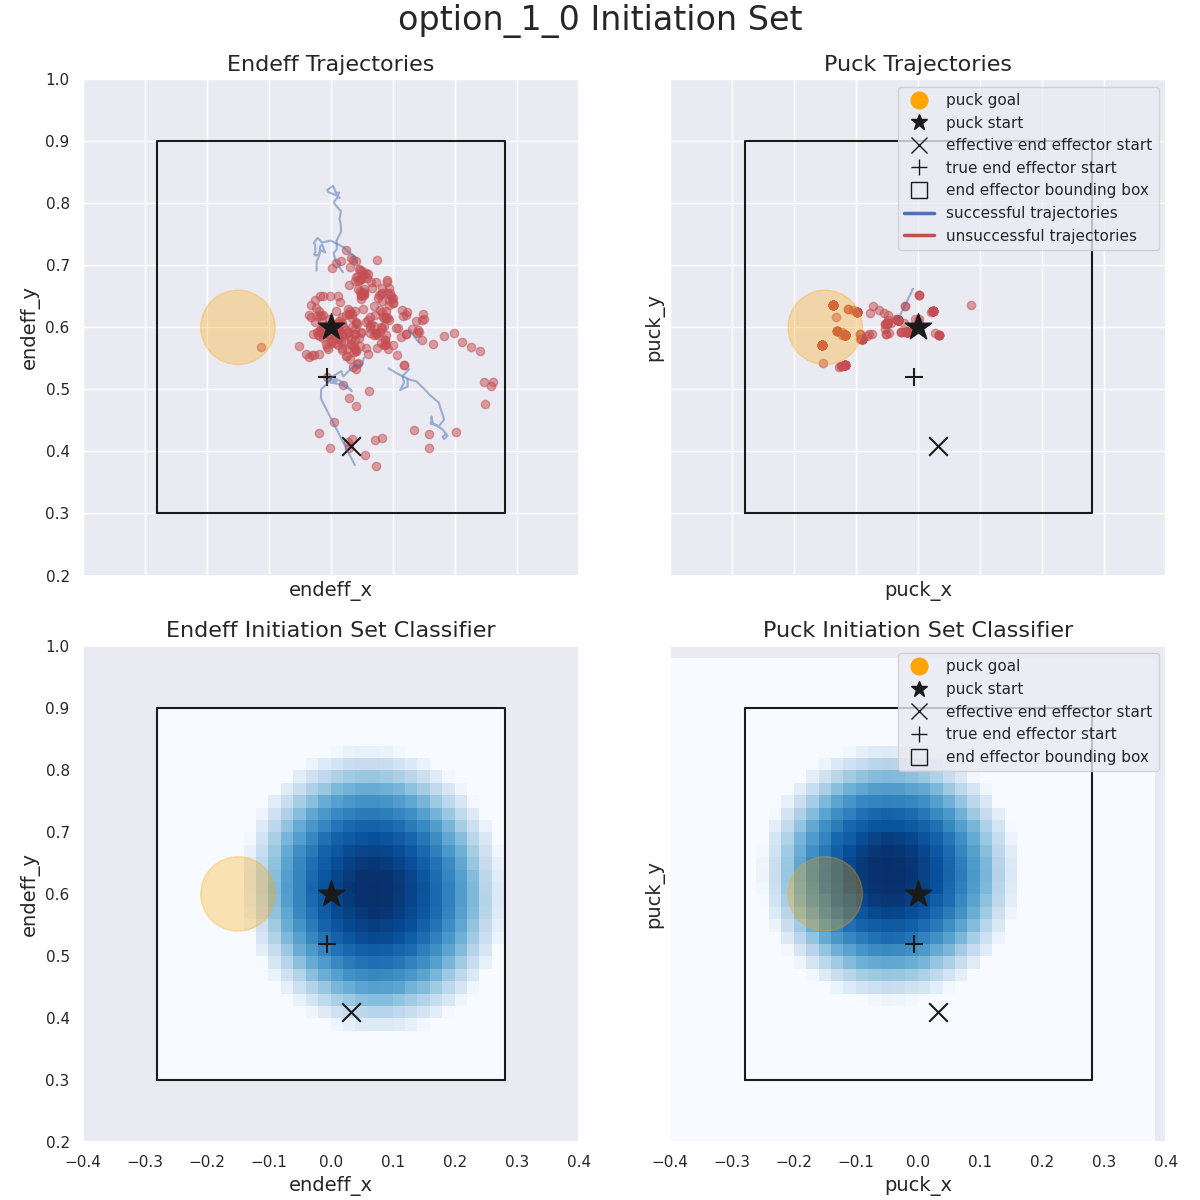 option_1_0 Initiation Set
Endeff Trajectories
1.0
0.9
0.8
0.7
0.6
0.5
0.4
0.3
0.2
endeff_y
endeff_x
Puck Trajectories
puck goal
puck start
effective end effector start
true end effector start
end effector bounding box
successful trajectories
unsuccessful trajectories
puck_y
puck_x
Endeff Initiation Set Classifier
1.0
0.9
0.8
0.7
0.6
0.5
0.4
0.3
0.2
endeff_y
−0.4 −0.3 −0.2 −0.1 0.0 0.1 0.2 0.3 0.4
endeff_x
Puck Initiation Set Classifier
puck goal
puck start
effective end effector start
true end effector start
end effector bounding box
puck_y
−0.4 −0.3 −0.2 −0.1 0.0 0.1 0.2 0.3 0.4
puck_x